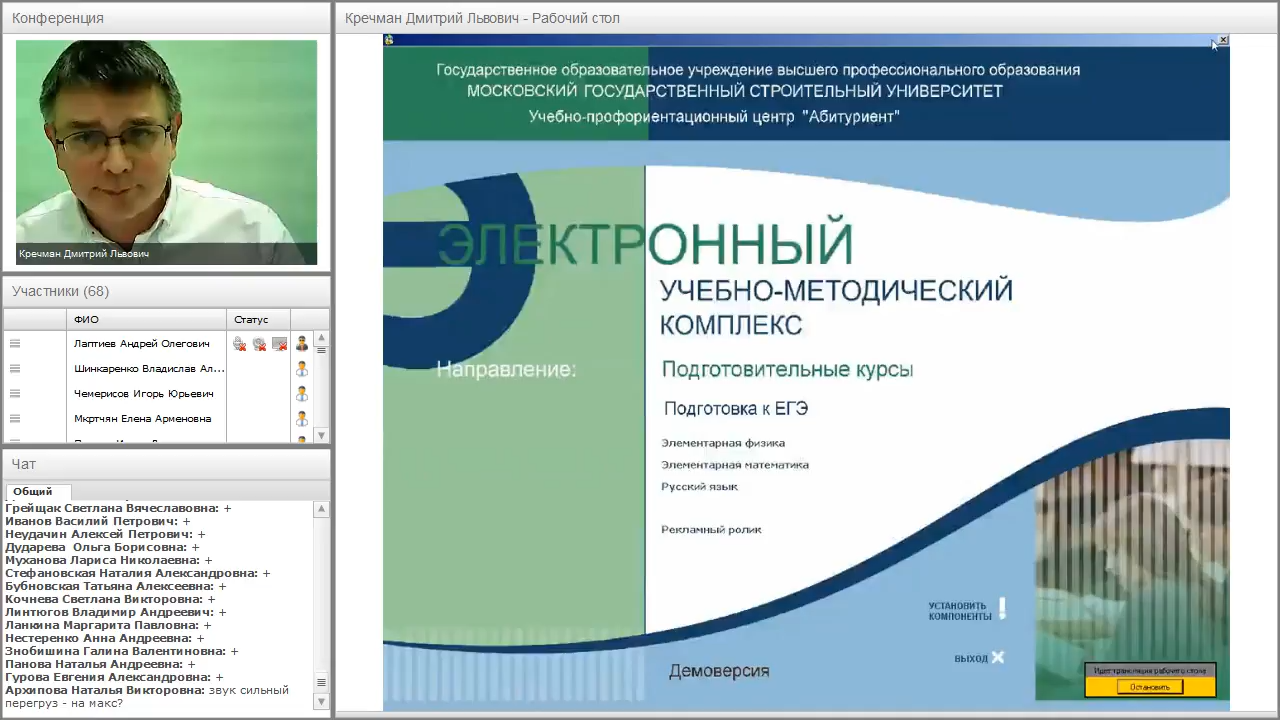 Конференция
Кречман Дмитрий Львович
Участники (68)
ФИО
Статус
Лаптиев Андрей Олегович
Шинкаренко Владислав Ал...
Чемерисов Игорь Юрьевич
Мкртчян Елена Арменовна
Чат
Общий
Грейщак Светлана Вячеславовна: +
Иванов Василий Петрович: +
Неудачин Алексей Петрович: +
Дударева Ольга Борисовна: +
Муханова Лариса Николаевна: +
Стефановская Наталия Александровна: +
Бубновская Татьяна Алексеевна: +
Кочнева Светлана Викторовна: +
Линтюгов Владимир Андреевич: +
Ланкина Маргарита Павловна: +
Нестеренко Анна Андреевна: +
Знобишина Галина Валентиновна: +
Панова Наталья Андреевна: +
Гурова Евгения Александровна: +
Архипова Наталья Викторовна: звук сильный
перегруз - на макс?
Кречман Дмитрий Львович - Рабочий стол
Государственное образовательное учреждение высшего профессионального образования
МОСКОВСКИЙ ГОСУДАРСТВЕННЫЙ СТРОИТЕЛЬНЫЙ УНИВЕРСИТЕТ
Учебно-профориентационный центр "Абитуриент"
ЭЛЕКТРОННЫЙ
УЧЕБНО-МЕТОДИЧЕСКИЙ
КОМПЛЕКС
Направление:
Подготовительные курсы
Подготовка к ЕГЭ
Элементарная физика
Элементарная математика
Русский язык
Рекламный ролик
УСТАНОВИТЬ
КОМПОНЕНТЫ
ВЫХОД
Демоверсия
Идет трансляция рабочего стола
Остановить